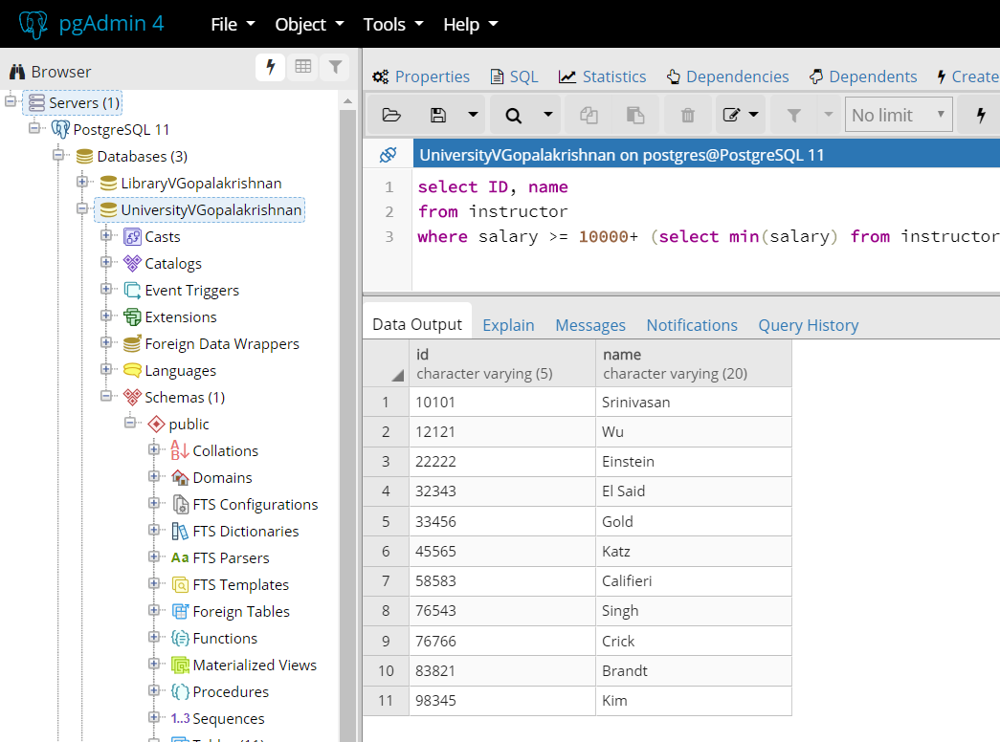 pgAdmin 4 File Object Tools Help
Browser
Servers (1)
PostgreSQL 11
Databases (3)
LibraryVGopalakrishnan
UniversityVGopalakrishnan
Casts
Catalogs
Event Triggers
Extensions
Foreign Data Wrappers
Languages
Schemas (1)
public
Collations
Domains
FTS Configurations
FTS Dictionaries
Aa FTS Parsers
FTS Templates
Foreign Tables
Functions
Materialized Views
Procedures
1..3 Sequences
Properties SQL Statistics Dependencies Dependents Create
No limit
UniversityVGopalakrishnan on postgres@PostgreSQL 11
1 select ID, name
2 from instructor
3 where salary >= 10000+ (select min(salary) from instructor
Data Output Explain Messages Notifications Query History
id name
character varying (5) character varying (20)
1 10101 Srinivasan
2 12121 Wu
3 22222 Einstein
4 32343 El Said
5 33456 Gold
6 45565 Katz
7 58583 Califieri
8 76543 Singh
9 76766 Crick
10 83821 Brandt
11 98345 Kim